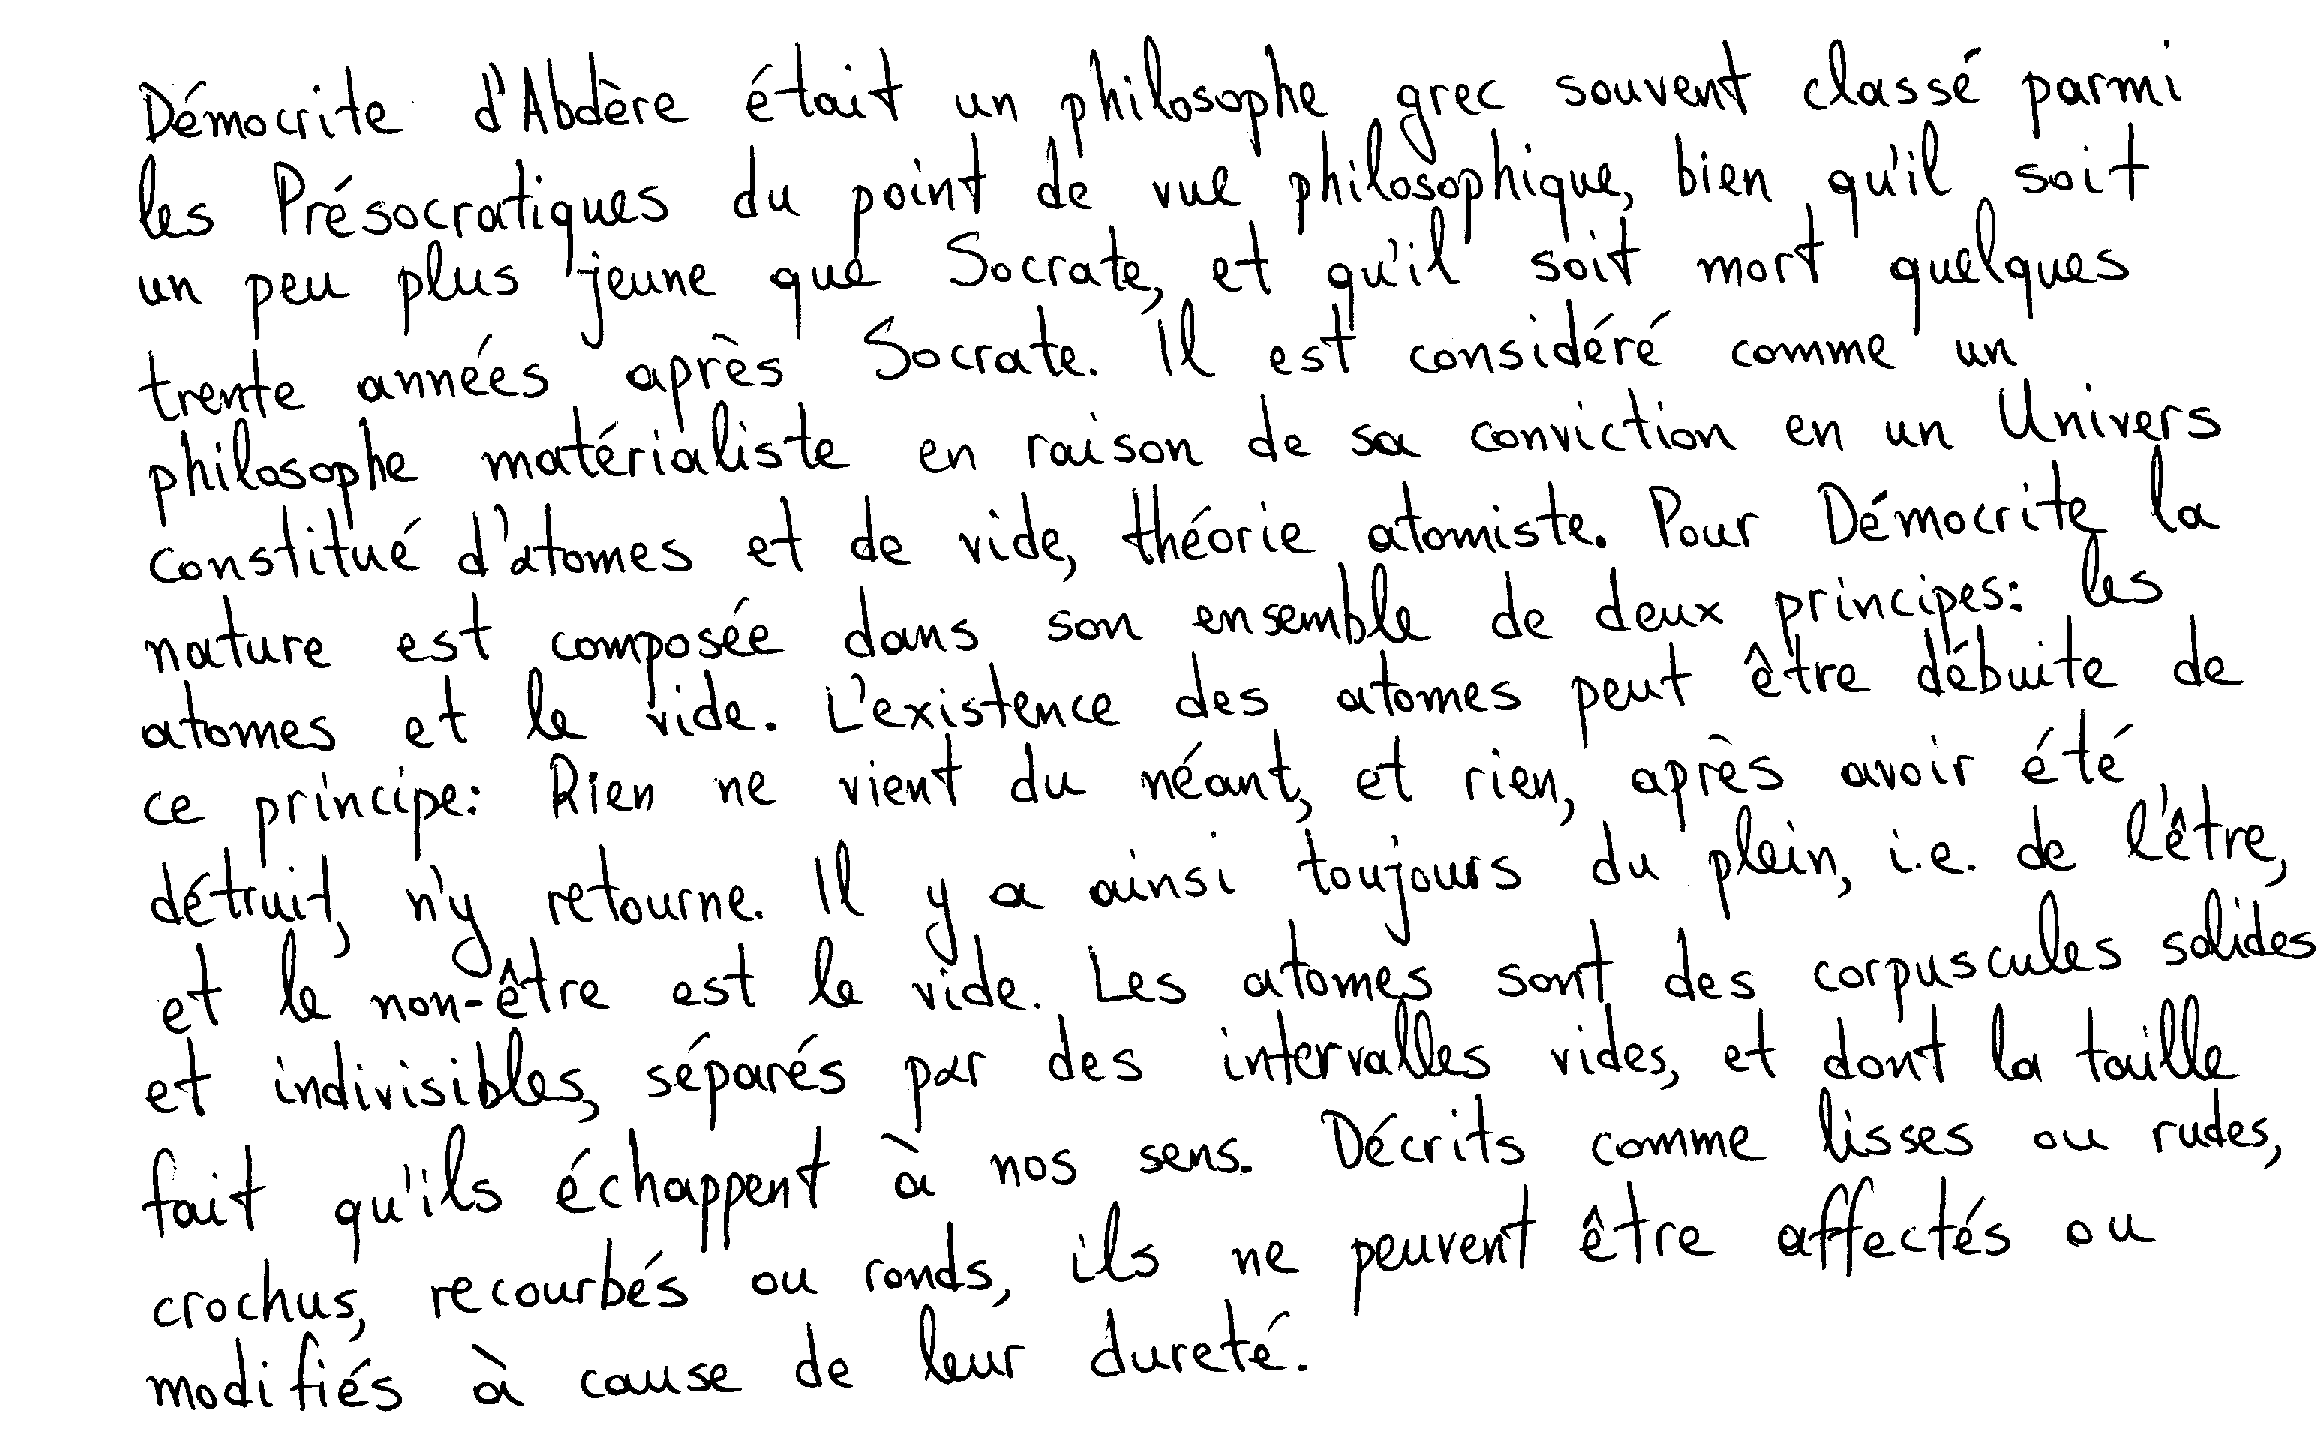 Démocrite d'Abdère était un philosophe grec souvent classé parmi
les Présocratiques du point de vue philosophique, bien qu'il soit
un peu plus jeune que Socrate, et qu'il soit mort quelques
trente années après Socrate. Il est considéré comme un
philosophe matérialiste en raison de sa conviction en un Univers
constitué d'atomes et de vide, théorie atomiste. Pour Démocrite la
nature est composée dans son ensemble de deux principes: les
atomes et le vide. L'existence des atomes peut être débuite de
ce principe: Rien ne vient du néant, et rien, après avoir été
détruit, n'y retourne. Il y a ainsi toujours du plein, i.e. de l'être,
et le non-être est le vide. Les atomes sont des corpuscules solides
et indivisibles, séparés par des intervalles vides, et dont la taille
fait qu'ils échappent à nos sens. Décrits comme lisses ou rudes,
crochus, recourbés ou ronds, ils ne peuvent être affectés ou
modifiés à cause de leur dureté.